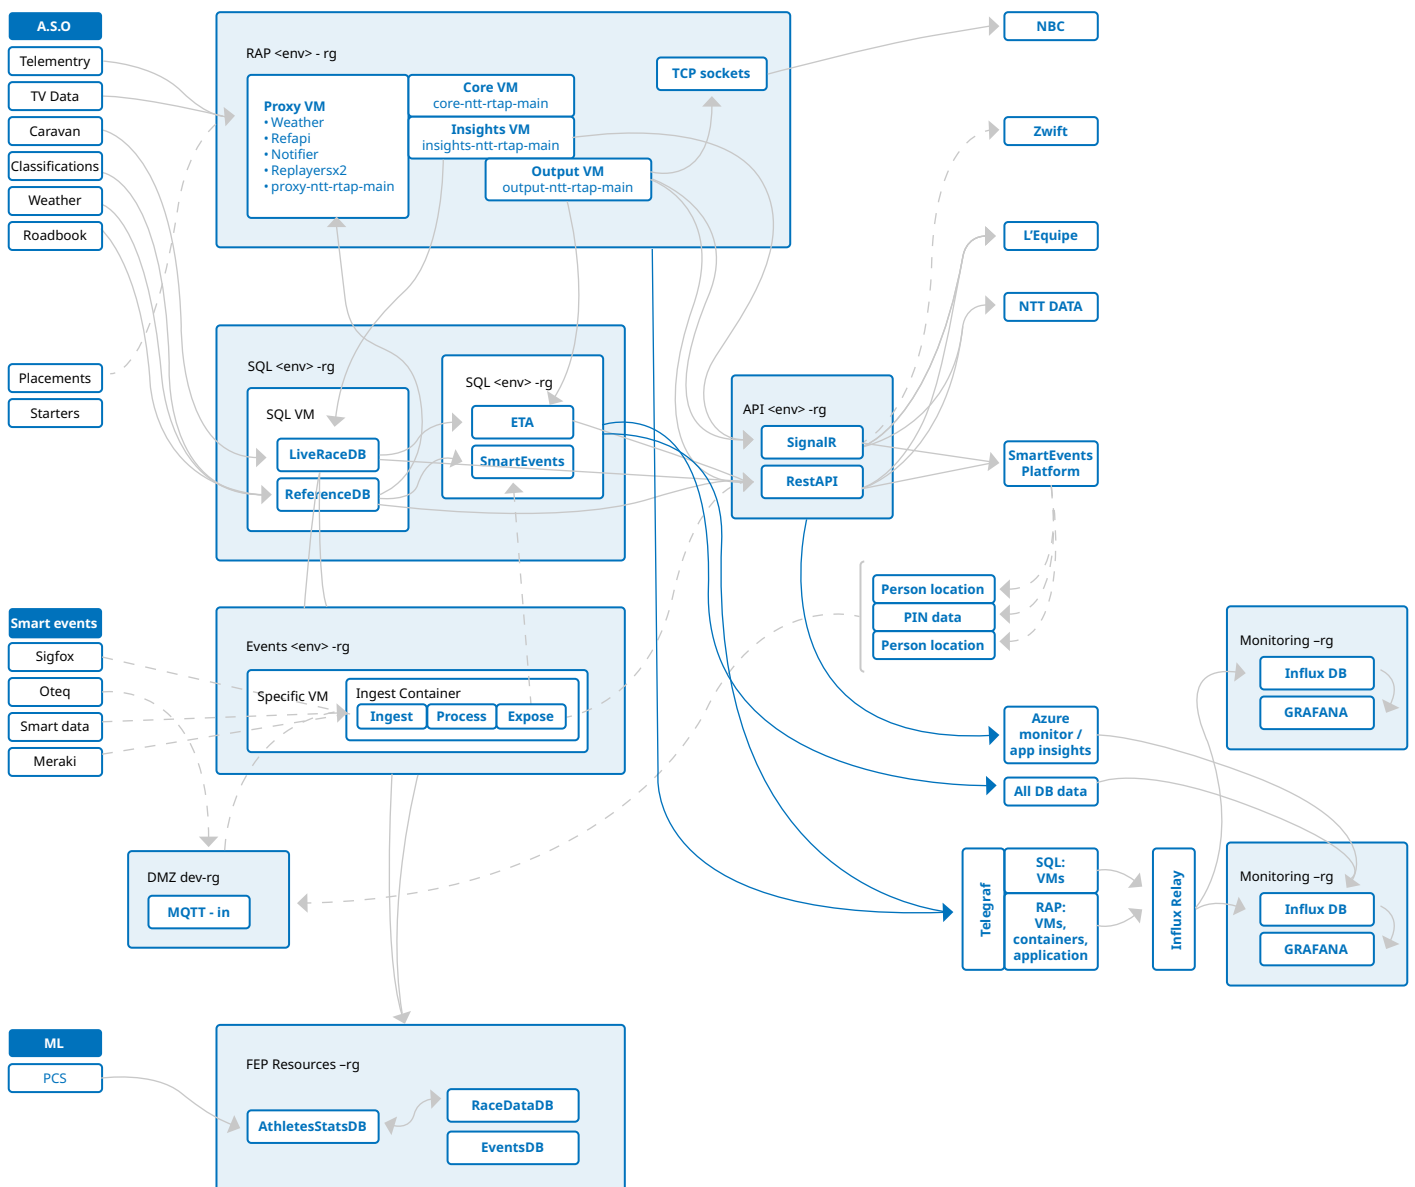 A.S.O
Telementry
TV Data
Caravan
Classifications
Weather
Roadbook
Placements
Starters
RAP <env> - rg
Proxy VM
• Weather
• Refapi
• Notifier
• Replayersx2
• proxy-ntt-rtap-main
Core VM
core-ntt-rtap-main
Insights VM
insights-ntt-rtap-main
Output VM
output-ntt-rtap-main
TCP sockets
NBC
Zwift
L’Equipe
NTT DATA
SQL <env> -rg
SQL VM
LiveRaceDB
ReferenceDB
SQL <env> -rg
ETA
SmartEvents
API <env> -rg
SignalR
RestAPI
SmartEvents
Platform
Person location
PIN data
Person location
Smart events
Sigfox
Oteq
Smart data
Meraki
Events <env> -rg
Specific VM
Ingest Container
Ingest
Process
Expose
Azure
monitor /
app insights
All DB data
Monitoring –rg
Influx DB
GRAFANA
DMZ dev-rg
MQTT - in
Telegraf
SQL:
VMs
RAP:
VMs,
containers,
application
Influx Relay
Monitoring –rg
Influx DB
GRAFANA
ML
PCS
FEP Resources –rg
AthletesStatsDB
RaceDataDB
EventsDB